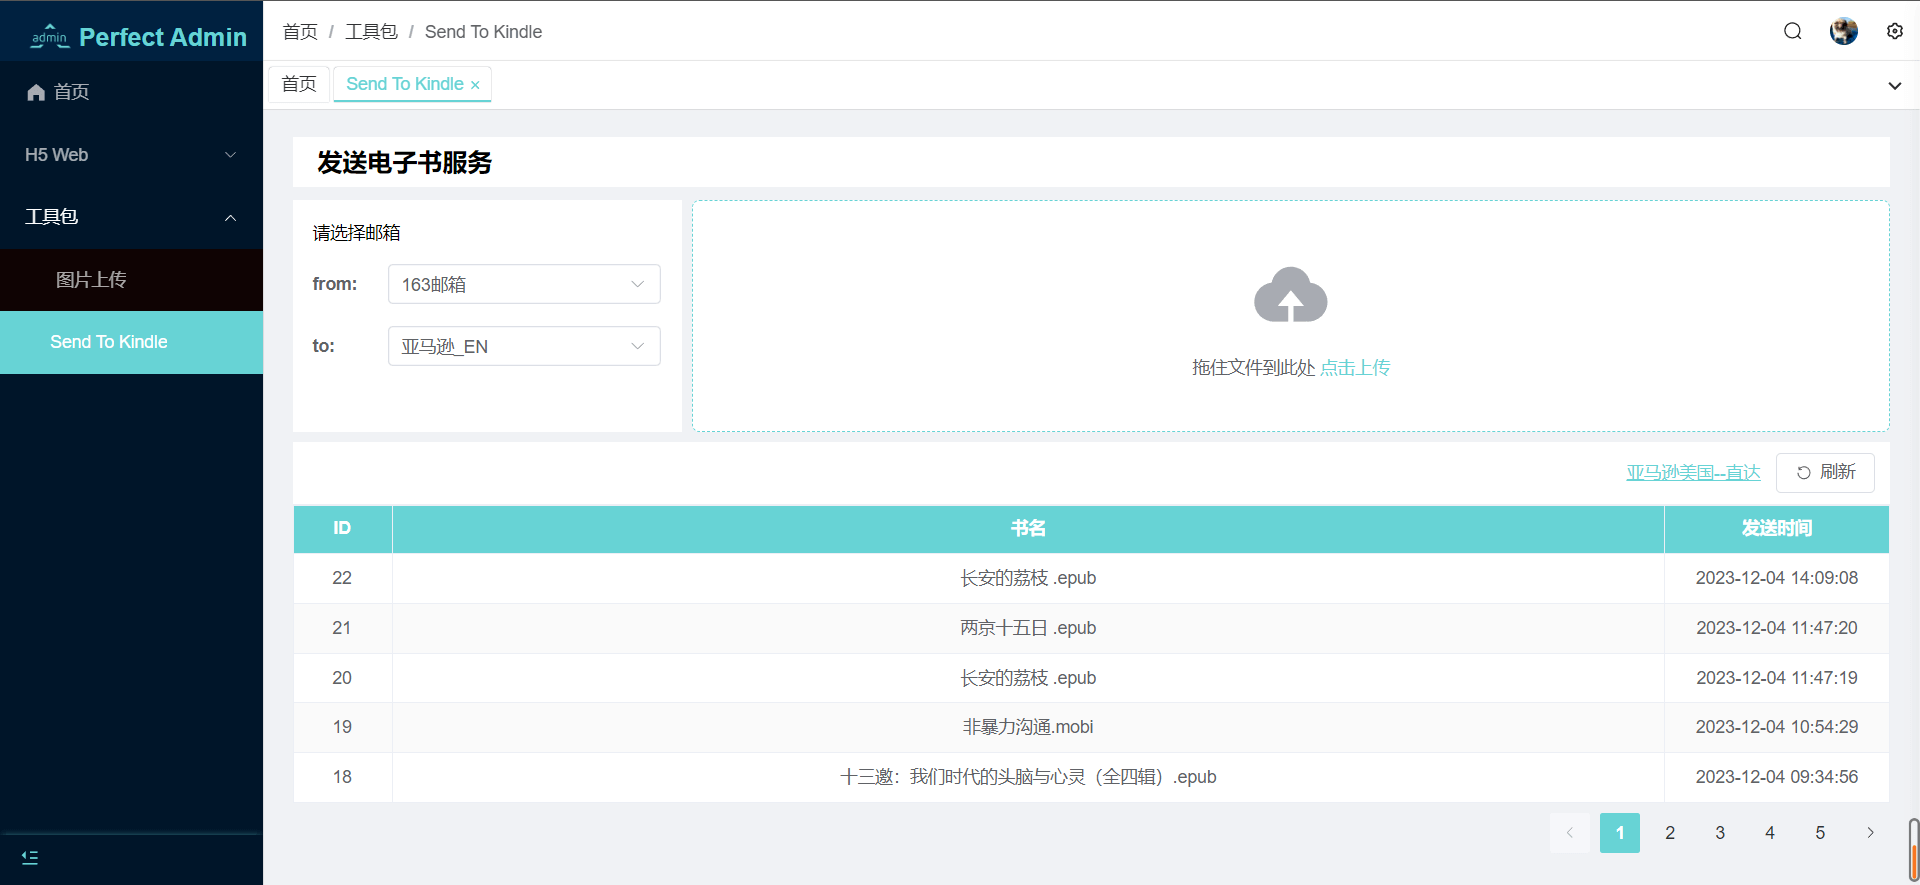 admin Perfect Admin
首页 / 工具包 / Send To Kindle
首页
Send To Kindle ×
首页
H5 Web
工具包
图片上传
Send To Kindle
发送电子书服务
请选择邮箱
from: 163邮箱
to: 亚马逊_EN
拖住文件到此处 点击上传
亚马逊美国--直达
刷新
ID 书名 发送时间
22 长安的荔枝 .epub 2023-12-04 14:09:08
21 两京十五日 .epub 2023-12-04 11:47:20
20 长安的荔枝 .epub 2023-12-04 11:47:19
19 非暴力沟通.mobi 2023-12-04 10:54:29
18 十三邀：我们时代的头脑与心灵（全四辑）.epub 2023-12-04 09:34:56
1 2 3 4 5